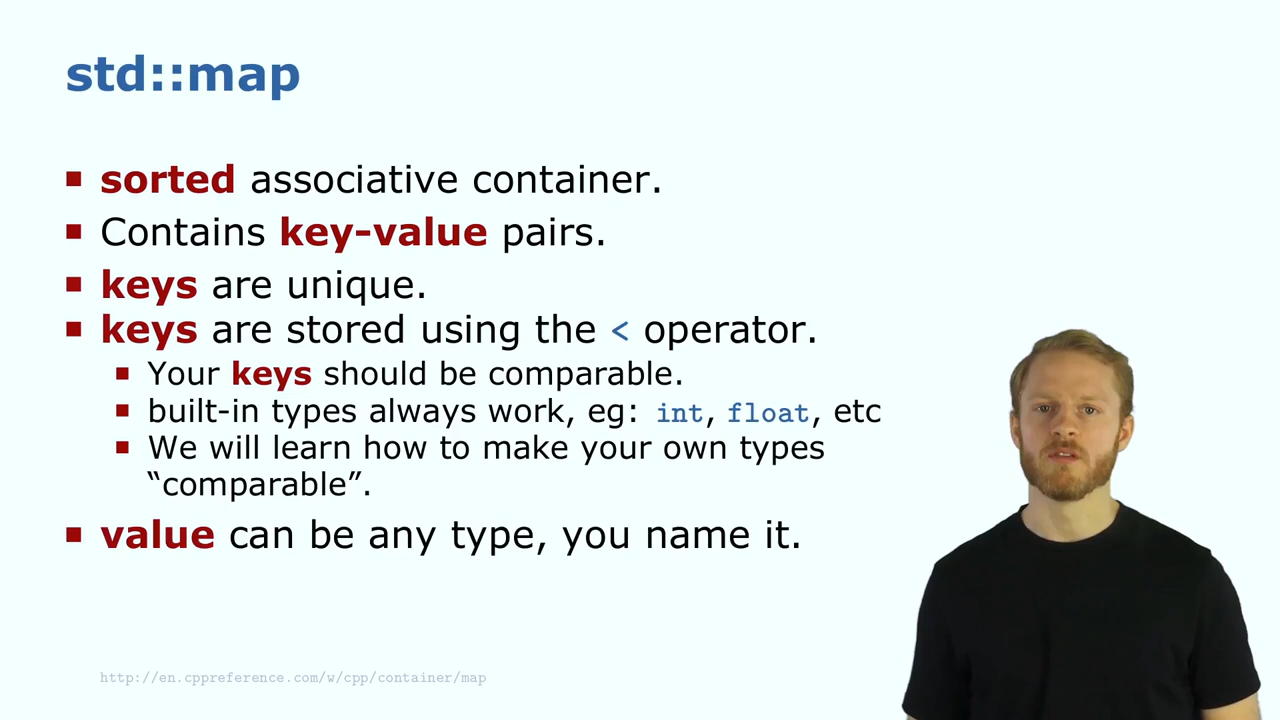 std::map
sorted associative container.
Contains key-value pairs.
keys are unique.
keys are stored using the < operator.
Your keys should be comparable.
built-in types always work, eg: int, float, etc
We will learn how to make your own types
“comparable”.
value can be any type, you name it.
http://en.cppreference.com/w/cpp/container/map